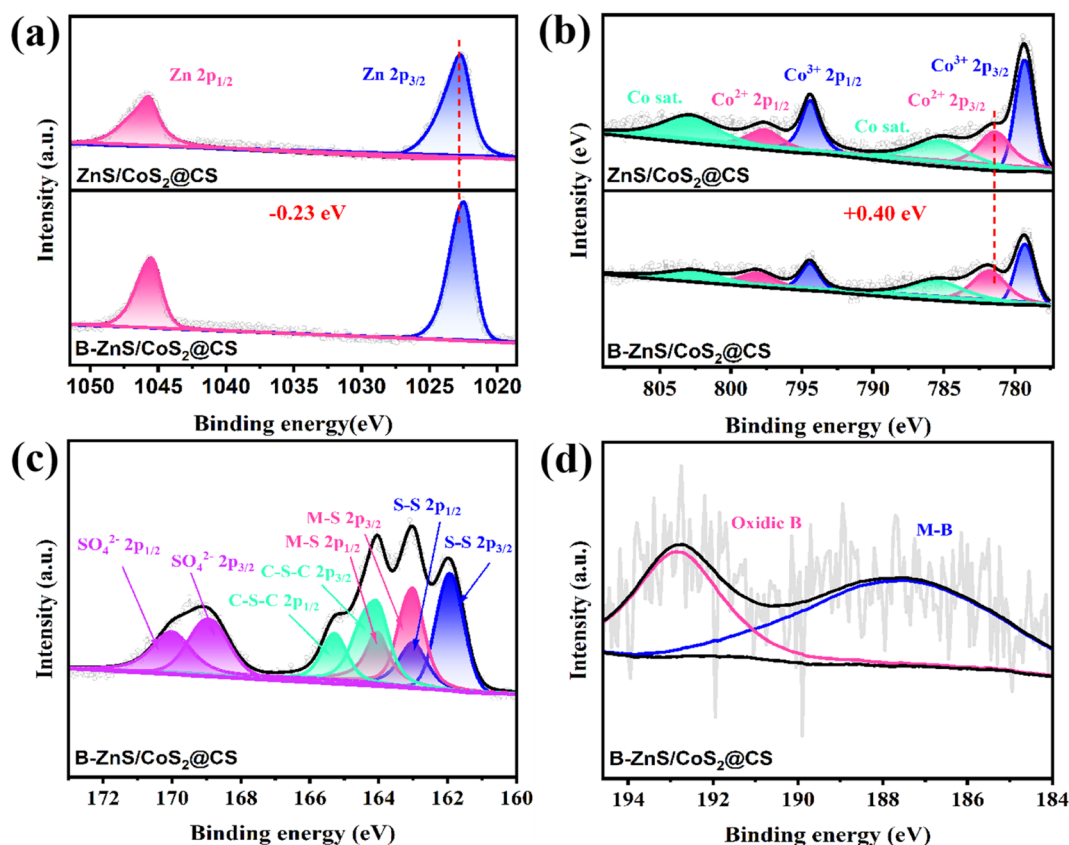 (a)
Zn 2p1/2
Zn 2p3/2
ZnS/CoS2@CS
-0.23 eV
B-ZnS/CoS2@CS
Intensity (a.u.)
1050 1045 1040 1035 1030 1025 1020
Binding energy(eV)
(b)
Co sat.
Co2+ 2p1/2
Co3+ 2p1/2
Co sat.
Co3+ 2p3/2
Co2+ 2p3/2
ZnS/CoS2@CS
+0.40 eV
B-ZnS/CoS2@CS
Intensity (eV)
805 800 795 790 785 780
Binding energy (eV)
(c)
SO42- 2p1/2
SO42- 2p3/2
C-S-C 2p1/2
C-S-C 2p3/2
M-S 2p1/2
M-S 2p3/2
S-S 2p1/2
S-S 2p3/2
B-ZnS/CoS2@CS
Intensity (a.u.)
172 170 168 166 164 162 160
Binding energy (eV)
(d)
Oxidic B
M-B
B-ZnS/CoS2@CS
Intensity (a.u.)
194 192 190 188 186 184
Binding energy (eV)